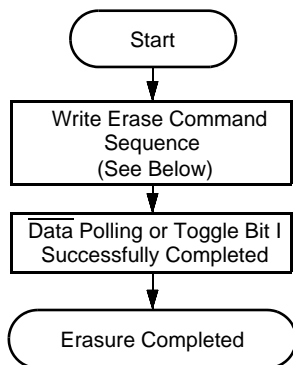 Start
Write Erase Command
Sequence
(See Below)
Data Polling or Toggle Bit I
Successfully Completed
Erasure Completed